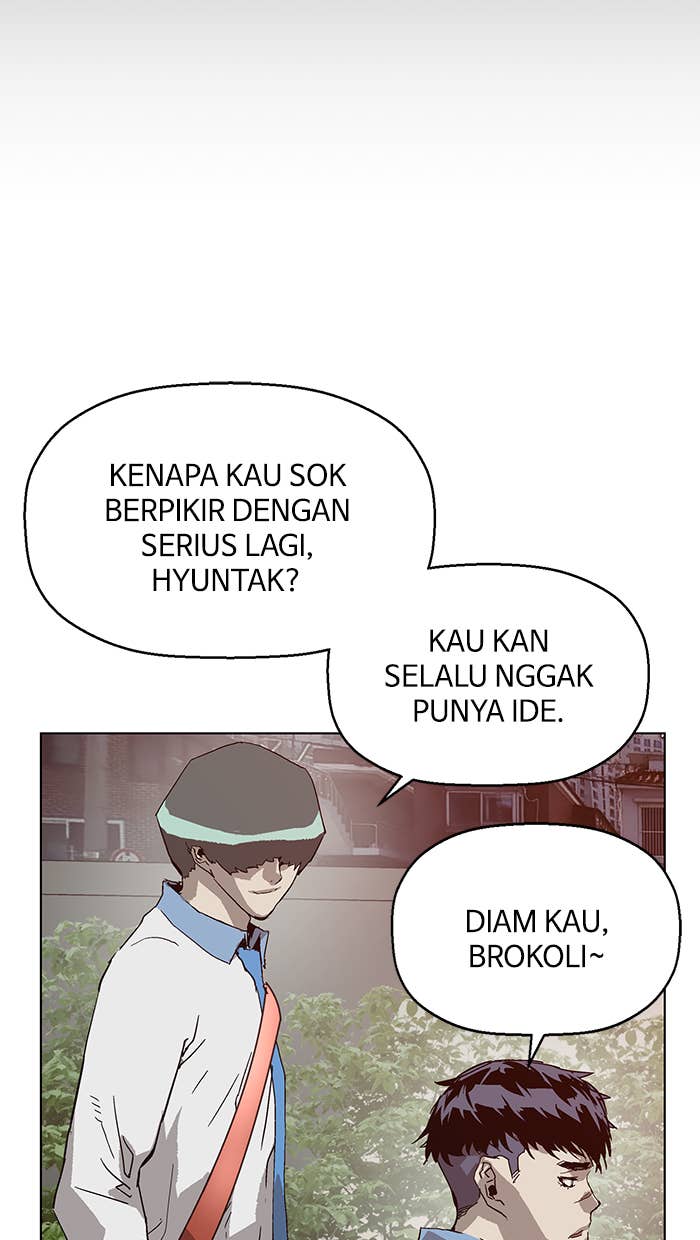 KENAPA KAU SOK
BERPIKIR DENGAN
SERIUS LAGI,
HYUNTAK?
KAU KAN
SELALU NGGAK
PUNYA IDE.
DIAM KAU,
BROKOLI~